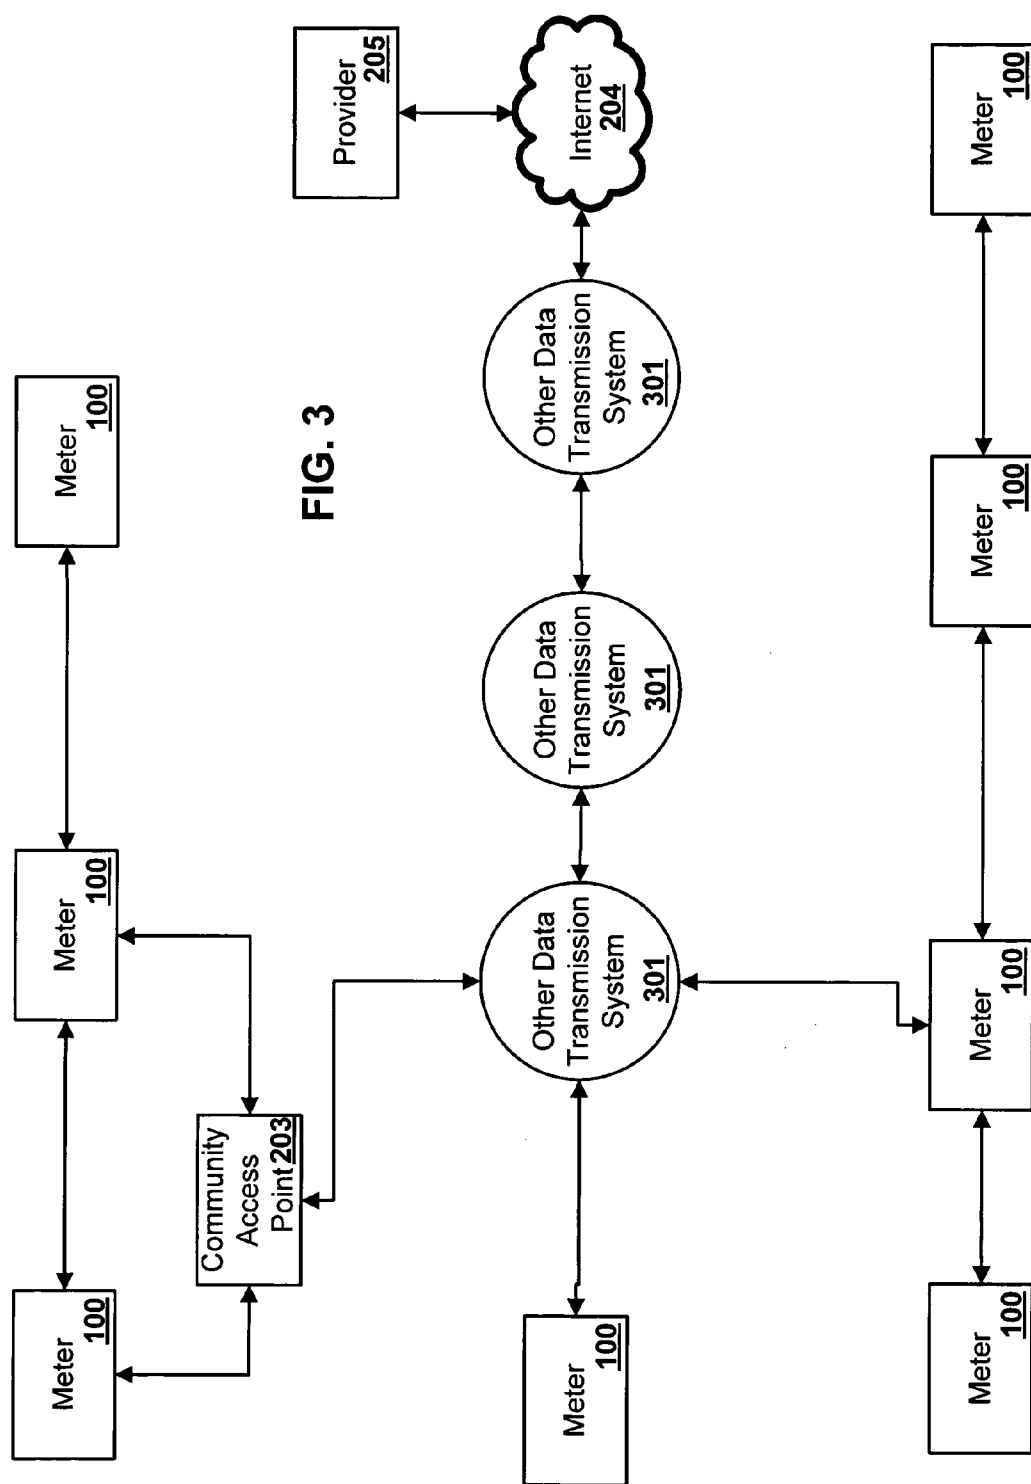 Meter
100
Meter
100
Meter
100
Community
Access
Point 203
FIG. 3
Provider
205
Meter
100
Other Data
Transmission
System
301
Other Data
Transmission
System
301
Other Data
Transmission
System
301
Internet
204
Meter
100
Meter
100
Meter
100
Meter
100